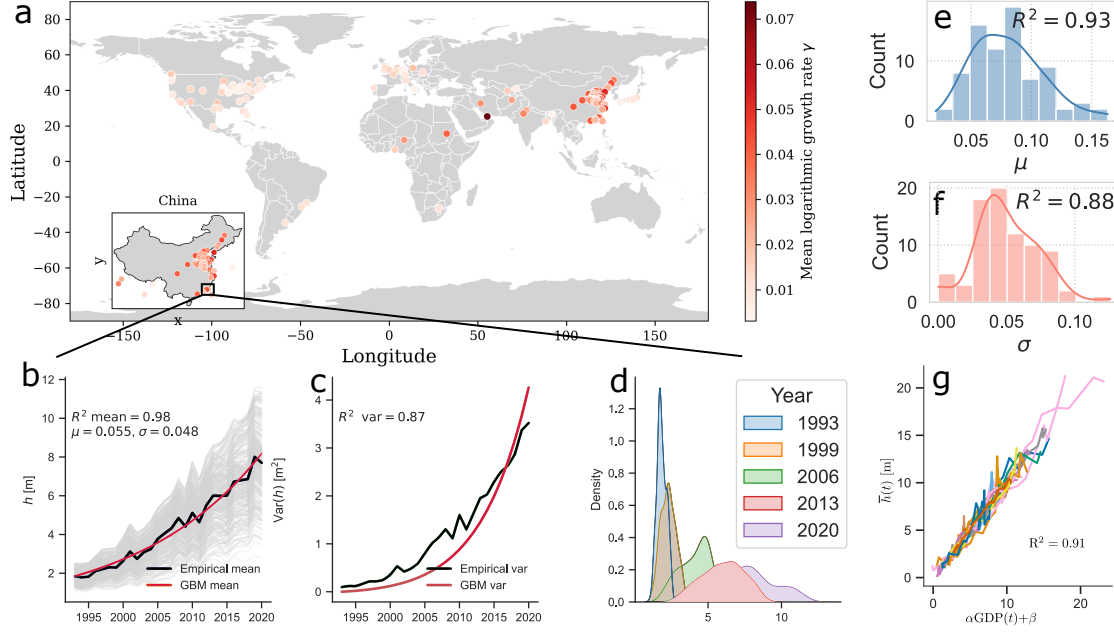 a
80
60
40
20
0
−20
−40
−60
−80
Latitude
−150
−100
−50
0
50
100
150
Longitude
China
y
x
0.07
0.06
0.05
0.04
0.03
0.02
0.01
Mean logarithmic growth rate γ
e
R² = 0.93
Count
10
0
0.05
0.10
0.15
μ
f
R² = 0.88
Count
20
10
0
0.00
0.05
0.10
σ
b
h [m]
12
10
8
6
4
2
R² mean = 0.98
μ = 0.055, σ = 0.048
Empirical mean
GBM mean
1995 2000 2005 2010 2015 2020
c
Var(h) [m²]
4
3
2
1
0
R² var = 0.87
Empirical var
GBM var
1995 2000 2005 2010 2015 2020
d
Density
1.2
1.0
0.8
0.6
0.4
0.2
0.0
5
10
Year
1993
1999
2006
2013
2020
g
h̅(t) [m]
20
15
10
5
0
R² = 0.91
0
10
20
αGDP(t)+β